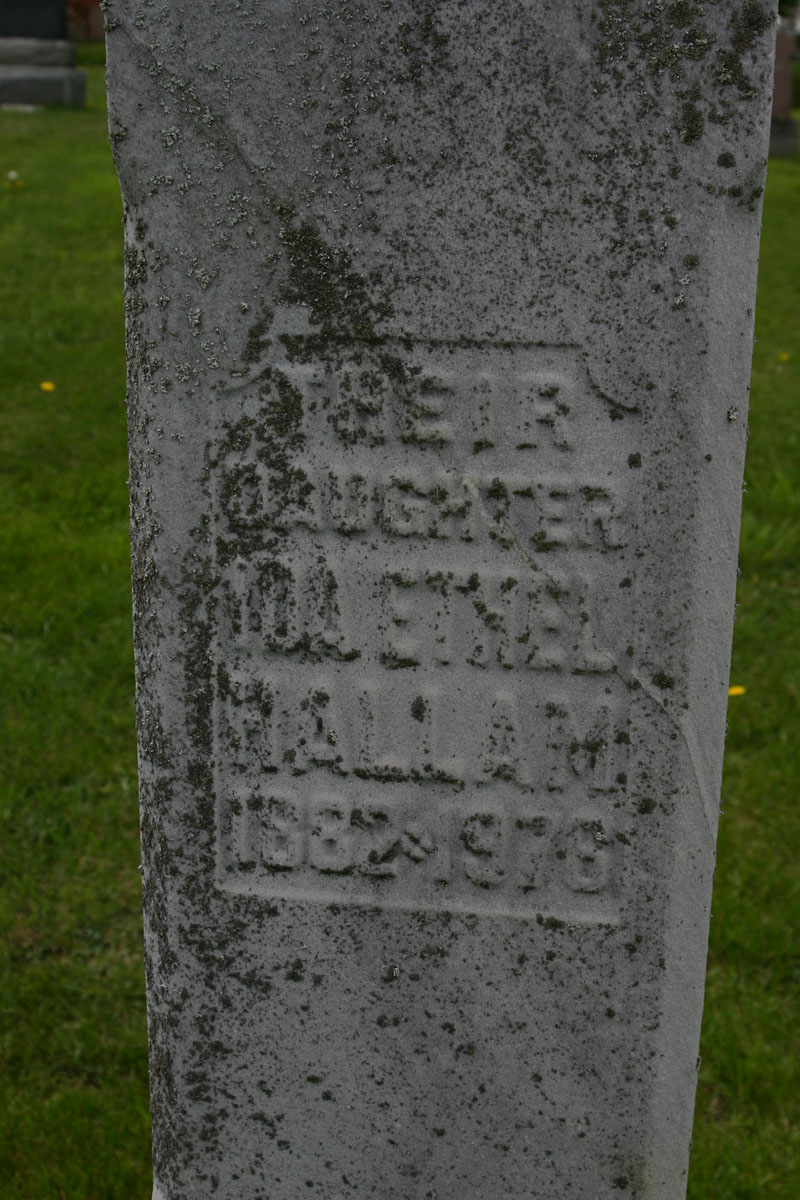 THEIR
DAUGHTER
IDA ETHEL
HALLAM
1882-1976